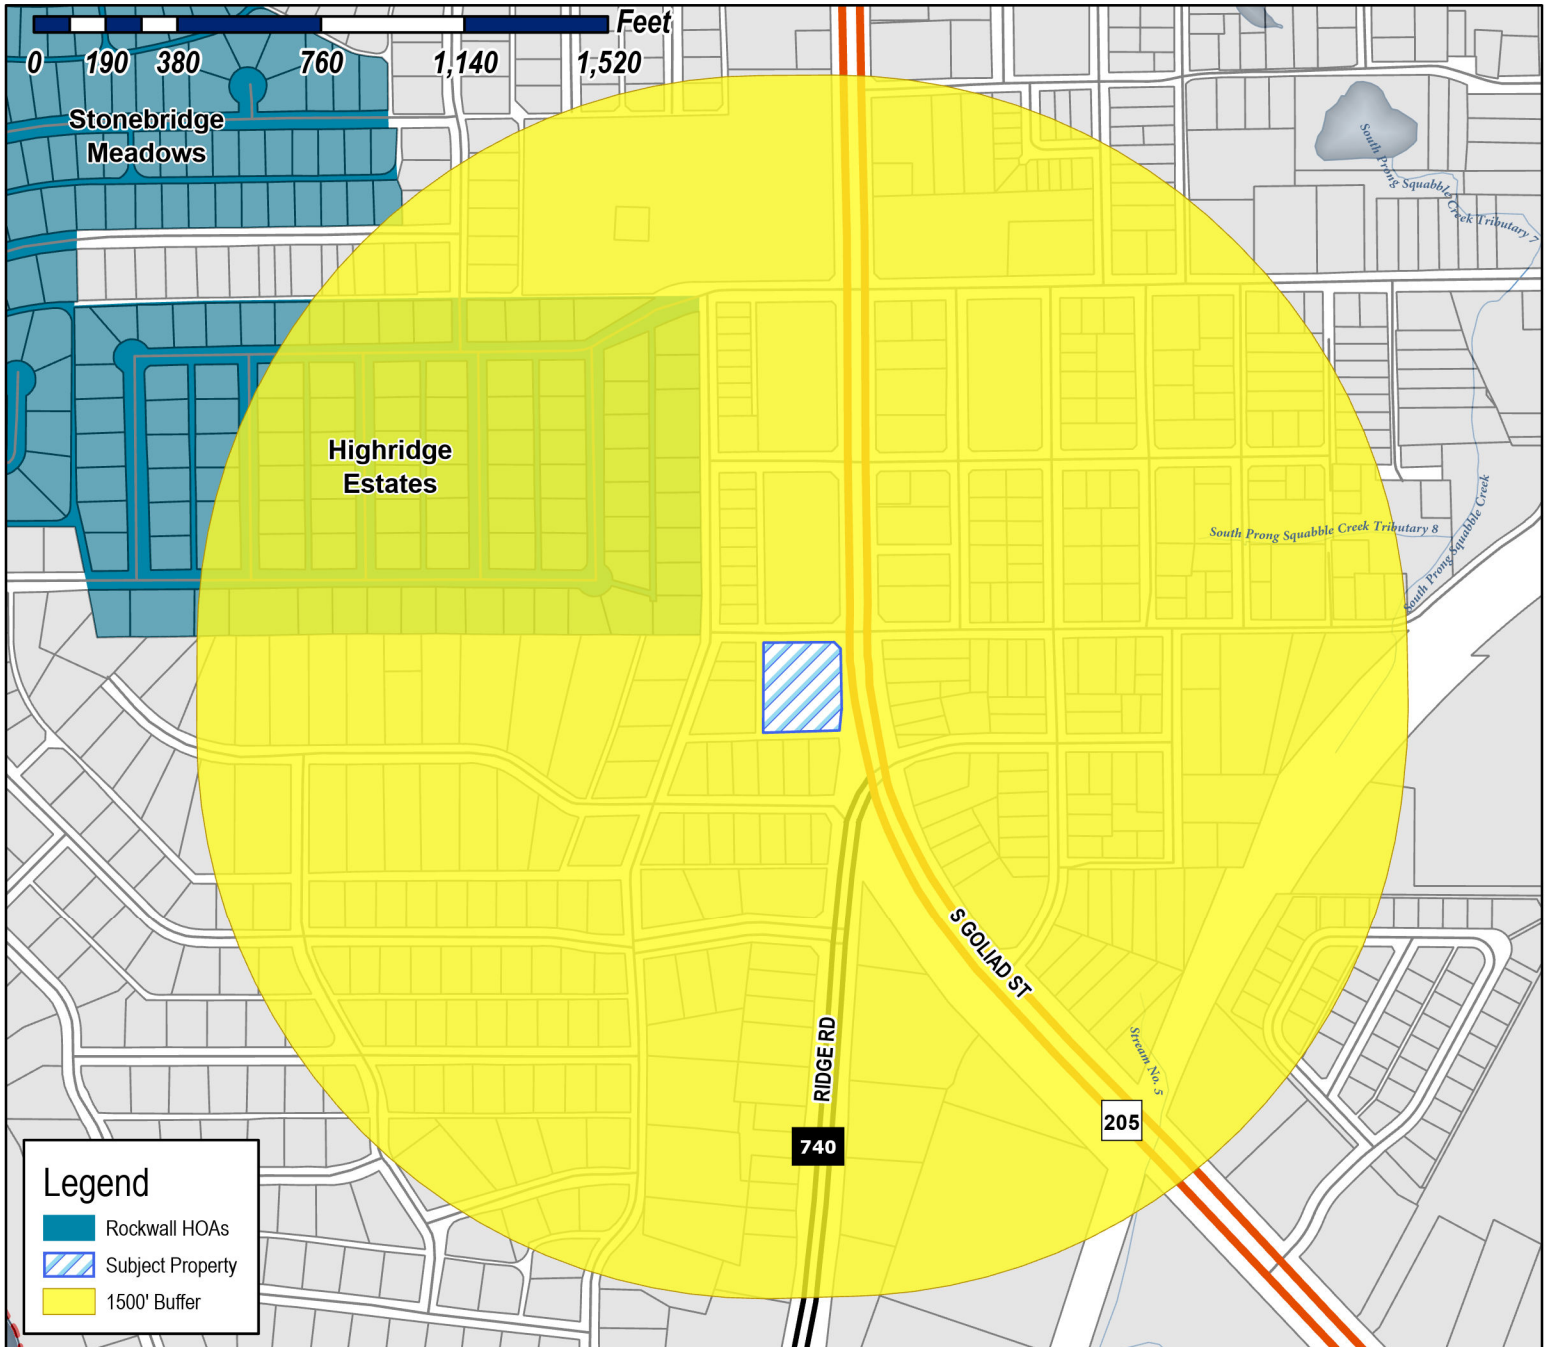 Feet
0 190 380 760 1,140 1,520
Stonebridge
Meadows
South Prong Squabble Creek Tributary 7
Highridge
Estates
South Prong Squabble Creek Tributary 8
South Prong Squabble Creek
S GOLIAD ST
RIDGE RD
Stream No. 5
205
740
Legend
Rockwall HOAs
Subject Property
1500' Buffer